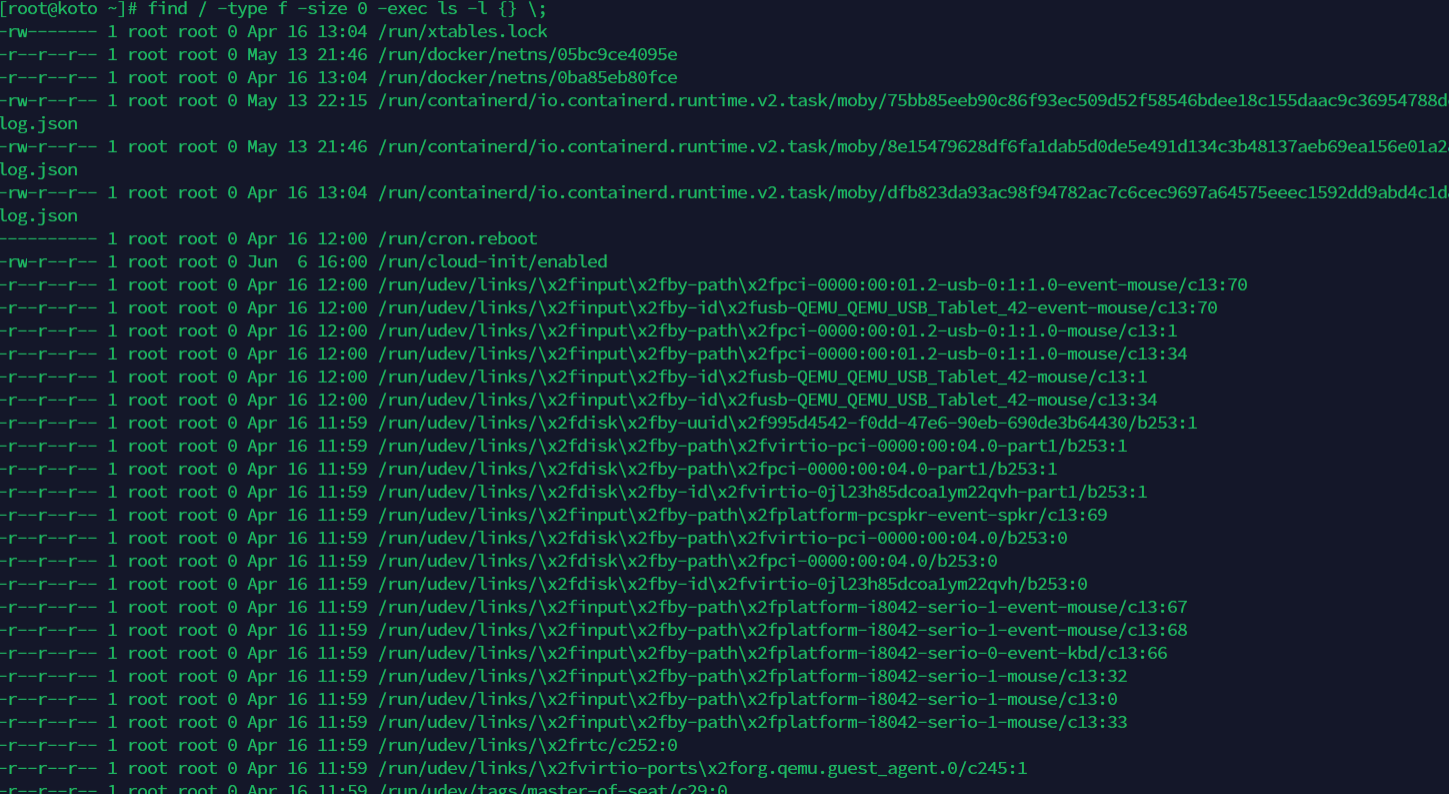 [root@koto ~]# find / -type f -size 0 -exec ls -l {} \;
-rw------- 1 root root 0 Apr 16 13:04 /run/xtables.lock
-r--r--r-- 1 root root 0 May 13 21:46 /run/docker/netns/05bc9ce4095e
-r--r--r-- 1 root root 0 Apr 16 13:04 /run/docker/netns/0ba85eb80fce
-rw-r--r-- 1 root root 0 May 13 22:15 /run/containerd/io.containerd.runtime.v2.task/moby/75bb85eeb90c86f93ec509d52f58546bdee18c155daac9c36954788d
log.json
-rw-r--r-- 1 root root 0 May 13 21:46 /run/containerd/io.containerd.runtime.v2.task/moby/8e15479628df6fa1dab5d0de5e491d134c3b48137aeb69ea156e01a2
log.json
-rw-r--r-- 1 root root 0 Apr 16 13:04 /run/containerd/io.containerd.runtime.v2.task/moby/dfb823da93ac98f94782ac7c6cec9697a64575eeec1592dd9abd4c1d
log.json
---------- 1 root root 0 Apr 16 12:00 /run/cron.reboot
-rw-r--r-- 1 root root 0 Jun  6 16:00 /run/cloud-init/enabled
-r--r--r-- 1 root root 0 Apr 16 12:00 /run/udev/links/\x2finput\x2fby-path\x2fpci-0000:00:01.2-usb-0:1:1.0-event-mouse/c13:70
-r--r--r-- 1 root root 0 Apr 16 12:00 /run/udev/links/\x2finput\x2fby-id\x2fusb-QEMU_QEMU_USB_Tablet_42-event-mouse/c13:70
-r--r--r-- 1 root root 0 Apr 16 12:00 /run/udev/links/\x2finput\x2fby-path\x2fpci-0000:00:01.2-usb-0:1:1.0-mouse/c13:1
-r--r--r-- 1 root root 0 Apr 16 12:00 /run/udev/links/\x2finput\x2fby-path\x2fpci-0000:00:01.2-usb-0:1:1.0-mouse/c13:34
-r--r--r-- 1 root root 0 Apr 16 12:00 /run/udev/links/\x2finput\x2fby-id\x2fusb-QEMU_QEMU_USB_Tablet_42-mouse/c13:1
-r--r--r-- 1 root root 0 Apr 16 12:00 /run/udev/links/\x2finput\x2fby-id\x2fusb-QEMU_QEMU_USB_Tablet_42-mouse/c13:34
-r--r--r-- 1 root root 0 Apr 16 11:59 /run/udev/links/\x2fdisk\x2fby-uuid\x2f995d4542-f0dd-47e6-90eb-690de3b64430/b253:1
-r--r--r-- 1 root root 0 Apr 16 11:59 /run/udev/links/\x2fdisk\x2fby-path\x2fvirtio-pci-0000:00:04.0-part1/b253:1
-r--r--r-- 1 root root 0 Apr 16 11:59 /run/udev/links/\x2fdisk\x2fby-path\x2fpci-0000:00:04.0-part1/b253:1
-r--r--r-- 1 root root 0 Apr 16 11:59 /run/udev/links/\x2fdisk\x2fby-id\x2fvirtio-0jl23h85dcoa1ym22qvh-part1/b253:1
-r--r--r-- 1 root root 0 Apr 16 11:59 /run/udev/links/\x2finput\x2fby-path\x2fplatform-pcspkr-event-spkr/c13:69
-r--r--r-- 1 root root 0 Apr 16 11:59 /run/udev/links/\x2fdisk\x2fby-path\x2fvirtio-pci-0000:00:04.0/b253:0
-r--r--r-- 1 root root 0 Apr 16 11:59 /run/udev/links/\x2fdisk\x2fby-path\x2fpci-0000:00:04.0/b253:0
-r--r--r-- 1 root root 0 Apr 16 11:59 /run/udev/links/\x2fdisk\x2fby-id\x2fvirtio-0jl23h85dcoa1ym22qvh/b253:0
-r--r--r-- 1 root root 0 Apr 16 11:59 /run/udev/links/\x2finput\x2fby-path\x2fplatform-i8042-serio-1-event-mouse/c13:67
-r--r--r-- 1 root root 0 Apr 16 11:59 /run/udev/links/\x2finput\x2fby-path\x2fplatform-i8042-serio-1-event-mouse/c13:68
-r--r--r-- 1 root root 0 Apr 16 11:59 /run/udev/links/\x2finput\x2fby-path\x2fplatform-i8042-serio-0-event-kbd/c13:66
-r--r--r-- 1 root root 0 Apr 16 11:59 /run/udev/links/\x2finput\x2fby-path\x2fplatform-i8042-serio-1-mouse/c13:32
-r--r--r-- 1 root root 0 Apr 16 11:59 /run/udev/links/\x2finput\x2fby-path\x2fplatform-i8042-serio-1-mouse/c13:0
-r--r--r-- 1 root root 0 Apr 16 11:59 /run/udev/links/\x2finput\x2fby-path\x2fplatform-i8042-serio-1-mouse/c13:33
-r--r--r-- 1 root root 0 Apr 16 11:59 /run/udev/links/\x2frtc/c252:0
-r--r--r-- 1 root root 0 Apr 16 11:59 /run/udev/links/\x2fvirtio-ports\x2forg.qemu.guest_agent.0/c245:1
-r--r--r-- 1 root root 0 Apr 16 11:59 /run/udev/tags/master-of-seat/c29:0